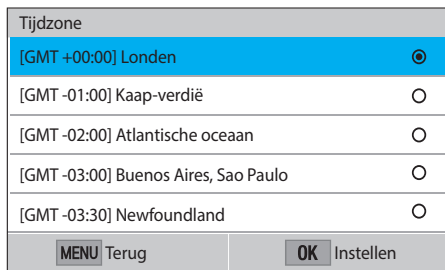 Tijdzone
[GMT +00:00] Londen
[GMT -01:00] Kaap-verdië
[GMT -02:00] Atlantische oceaan
[GMT -03:00] Buenos Aires, Sao Paulo
[GMT -03:30] Newfoundland
MENU Terug OK Instellen